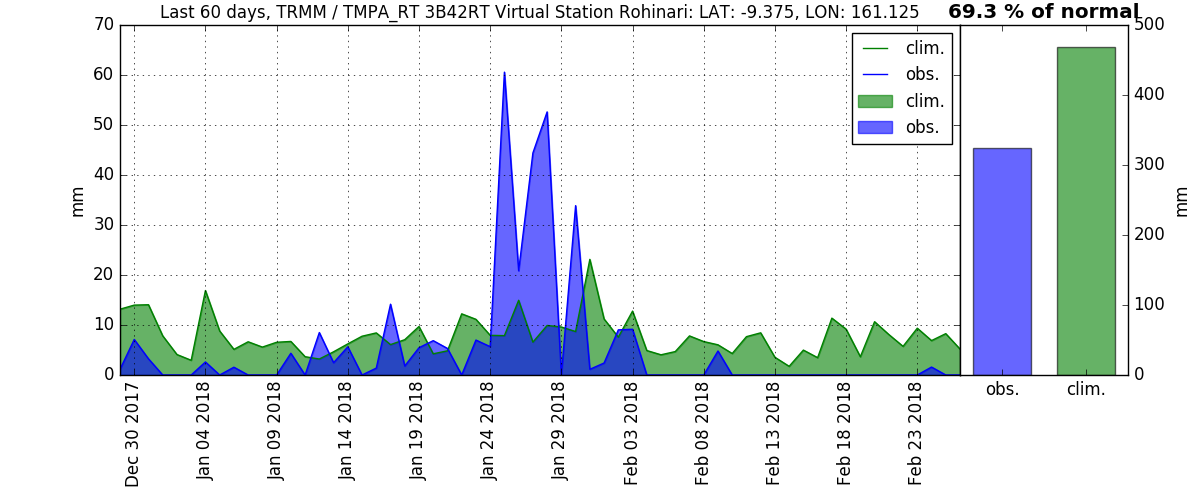 Last 60 days, TRMM / TMPA_RT 3B42RT Virtual Station Rohinari: LAT: -9.375, LON: 161.125
69.3 % of normal
70
60
50
40
30
20
10
0
mm
clim.
obs.
clim.
obs.
Dec 30 2017
Jan 04 2018
Jan 09 2018
Jan 14 2018
Jan 19 2018
Jan 24 2018
Jan 29 2018
Feb 03 2018
Feb 08 2018
Feb 13 2018
Feb 18 2018
Feb 23 2018
500
400
300
200
100
0
mm
obs.
clim.